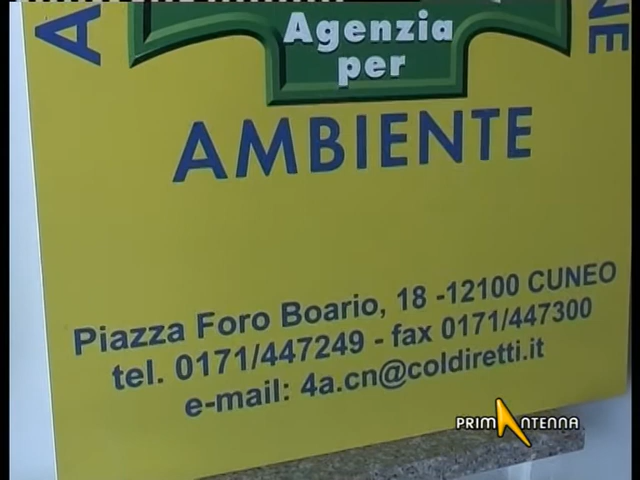 A
Agenzia
per
NE
AMBIENTE
Piazza Foro Boario, 18 -12100 CUNEO
tel. 0171/447249 - fax 0171/447300
e-mail: 4a.cn@coldiretti.it
PRIMANTENNA